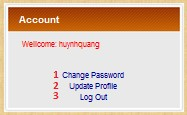 Account
Wellcome: huynhquang
1 Change Password
2 Update Profile
3 Log Out